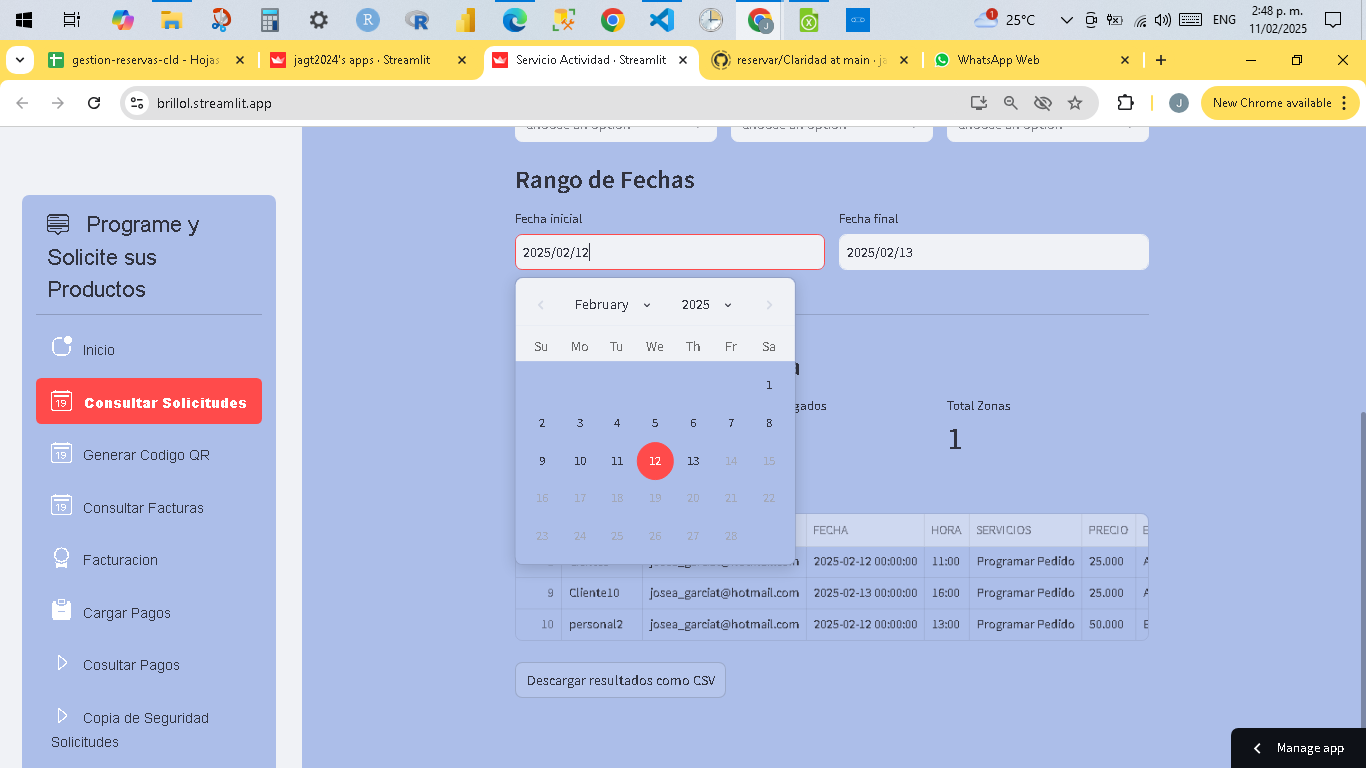 25°C
ENG
2:48 p. m.
11/02/2025
gestion-reservas-cld - Hojas
jagt2024's apps · Streamlit
Servicio Actividad · Streamlit
reservar/Claridad at main · ja
WhatsApp Web
brillol.streamlit.app
J
New Chrome available
Programe y
Solicite sus
Productos
Inicio
Consultar Solicitudes
Generar Codigo QR
Consultar Facturas
Facturacion
Cargar Pagos
Cosultar Pagos
Copia de Seguridad
Solicitudes
Rango de Fechas
Fecha inicial
Fecha final
2025/02/12
2025/02/13
February
2025
Su Mo Tu We Th Fr Sa
1
2 3 4 5 6 7 8
9 10 11 12 13 14 15
16 17 18 19 20 21 22
23 24 25 26 27 28
a
gados
Total Zonas
1
FECHA HORA SERVICIOS PRECIO E
josea_garciat@hotmail.com 2025-02-12 00:00:00 11:00 Programar Pedido 25.000 A
9 Cliente10 josea_garciat@hotmail.com 2025-02-13 00:00:00 16:00 Programar Pedido 25.000 A
10 personal2 josea_garciat@hotmail.com 2025-02-12 00:00:00 13:00 Programar Pedido 50.000 E
Descargar resultados como CSV
Manage app